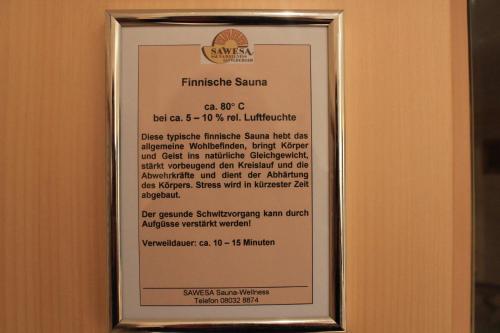 SAWESA
Finnische Sauna
ca. 80° C
bei ca. 5 – 10 % rel. Luftfeuchte
Diese typische finnische Sauna hebt das
allgemeine Wohlbefinden, bringt Körper
und Geist ins natürliche Gleichgewicht,
stärkt vorbeugend den Kreislauf und die
Abwehrkräfte und dient der Abhärtung
des Körpers. Stress wird in kürzester Zeit
abgebaut.
Der gesunde Schwitzvorgang kann durch
Aufgüsse verstärkt werden!
Verweildauer: ca. 10 – 15 Minuten
SAWESA Sauna-Wellness
Telefon 08032 8874